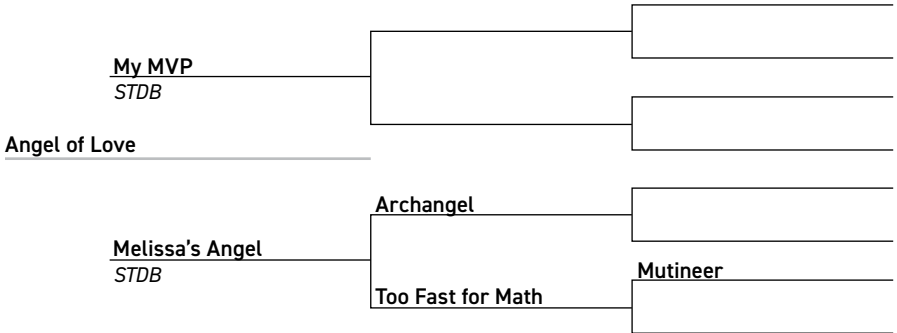 My MVP
STDB
Angel of Love
Archangel
Melissa's Angel
STDB
Mutineer
Too Fast for Math